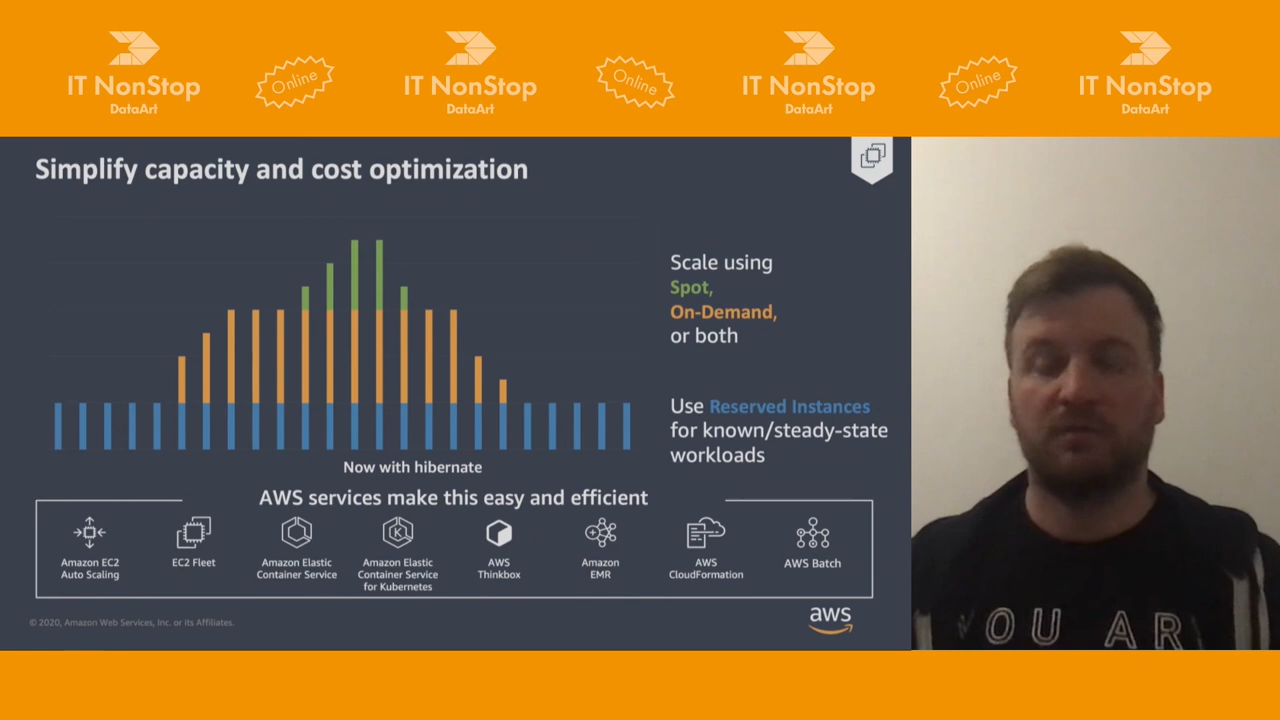 IT NonStop
DataArt
Online
IT NonStop
DataArt
Online
IT NonStop
DataArt
Online
IT NonStop
DataArt
Simplify capacity and cost optimization
Scale using
Spot,
On-Demand,
or both
Use Reserved Instances
for known/steady-state
workloads
Now with hibernate
AWS services make this easy and efficient
Amazon EC2
Auto Scaling
EC2 Fleet
Amazon Elastic
Container Service
Amazon Elastic
Container Service
for Kubernetes
AWS
Thinkbox
Amazon
EMR
AWS
CloudFormation
AWS Batch
© 2020, Amazon Web Services, Inc. or its Affiliates.
aws
YOU AR